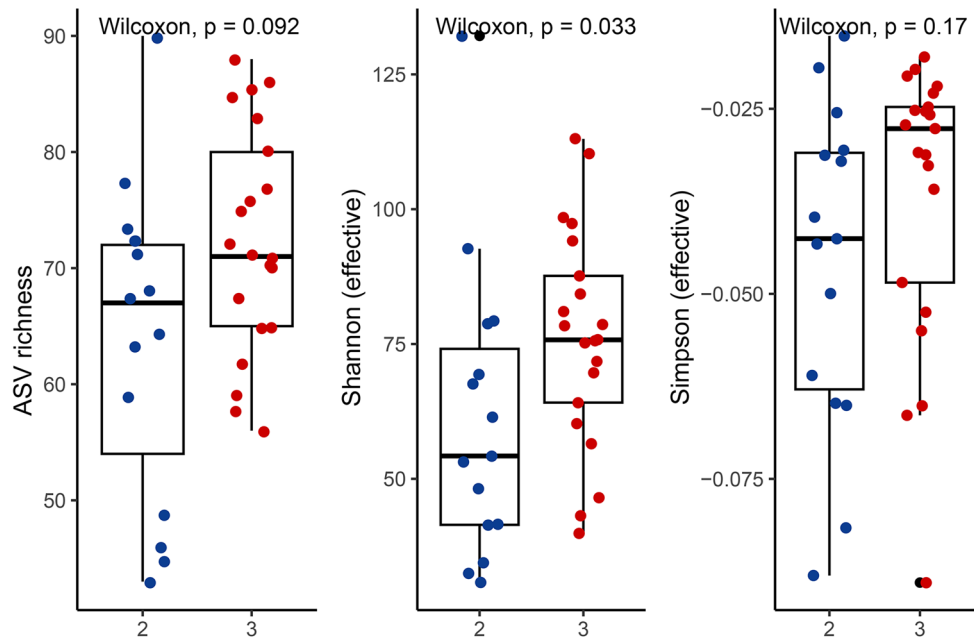 Wilcoxon, p = 0.092
ASV richness
90
80
70
60
50
2 3
Wilcoxon, p = 0.033
Shannon (effective)
125
100
75
50
2 3
Wilcoxon, p = 0.17
Simpson (effective)
−0.025
−0.050
−0.075
2 3